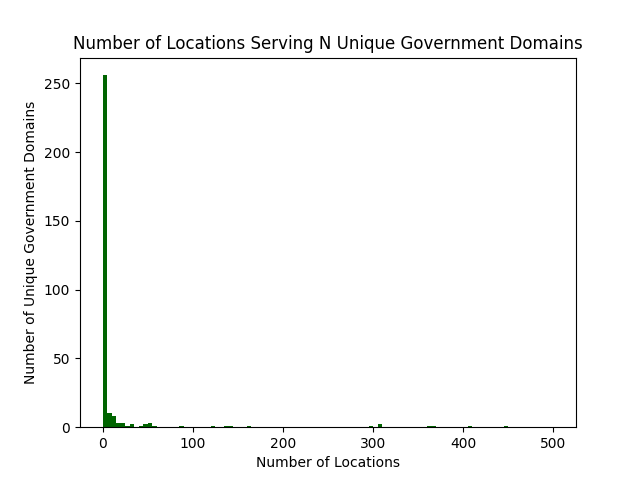 Number of Locations Serving N Unique Government Domains
Number of Unique Government Domains
250
200
150
100
50
0
0 100 200 300 400 500
Number of Locations